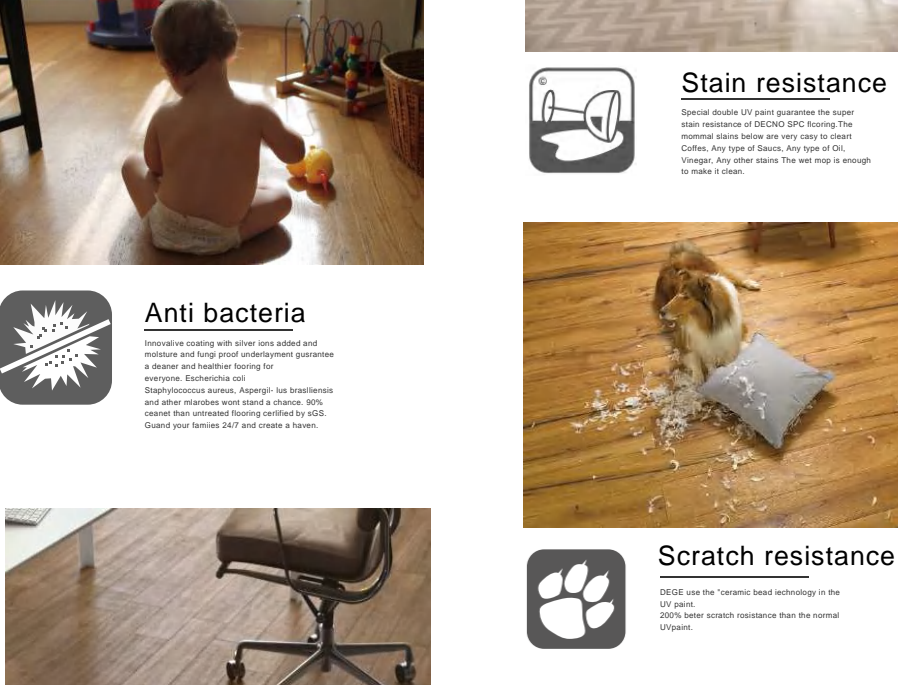 Anti bacteria
Innovalive coating with silver ions added and
molsture and fungi proof underlayment gusrantee
a deaner and healthier fooring for
everyone. Escherichia coli
Staphylococcus aureus, Aspergil- lus braslliensis
and ather mlarobes wont stand a chance. 90%
ceanet than untreated flooring cerlified by sGS.
Guand your famiies 24/7 and create a haven.
©
Stain resistance
Special double UV paint guarantee the super
stain resistance of DECNO SPC flcoring.The
mommal slains below are very casy to cleart
Coffes, Any type of Saucs, Any type of Oil,
Vinegar, Any other stains The wet mop is enough
to make it clean.
Scratch resistance
DEGE use the "ceramic bead iechnology in the
UV paint.
200% beter scratch rosistance than the normal
UVpaint.